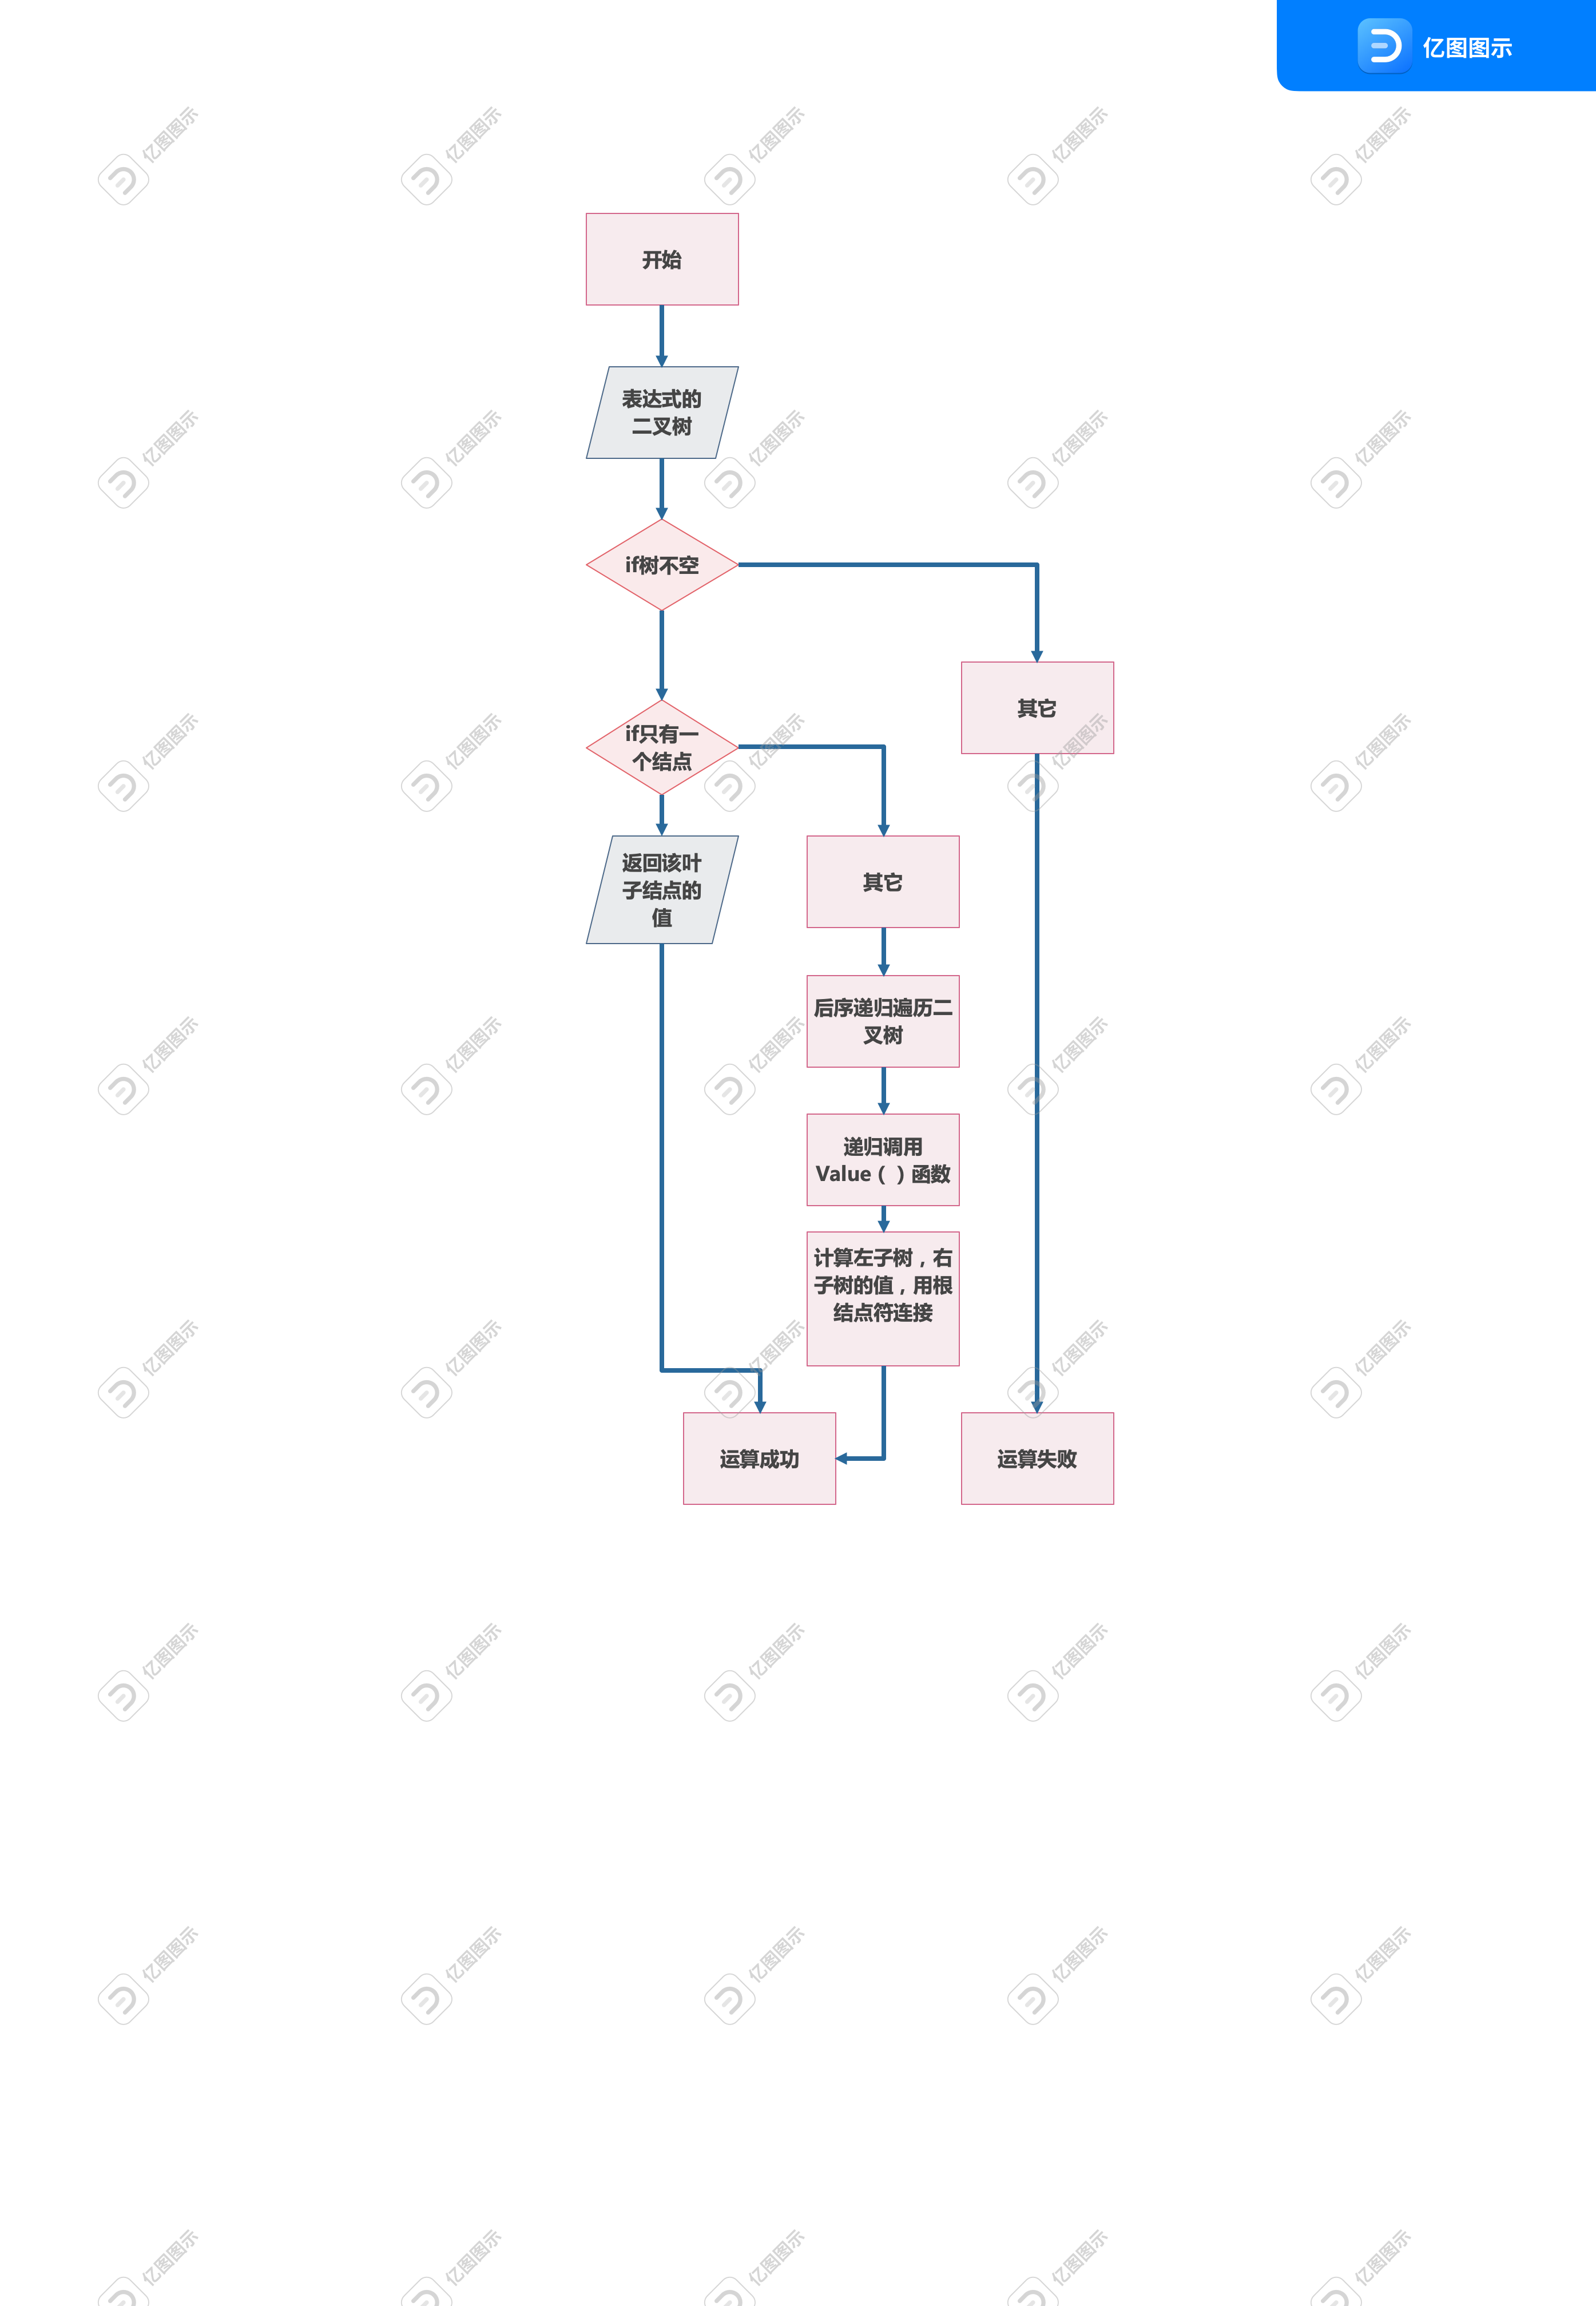 亿图图示
开始
表达式的
二叉树
if树不空
其它
if只有一
个结点
返回该叶
子结点的
值
其它
后序递归遍历二
叉树
递归调用
Value（ ）函数
计算左子树，右
子树的值，用根
结点符连接
运算成功
运算失败